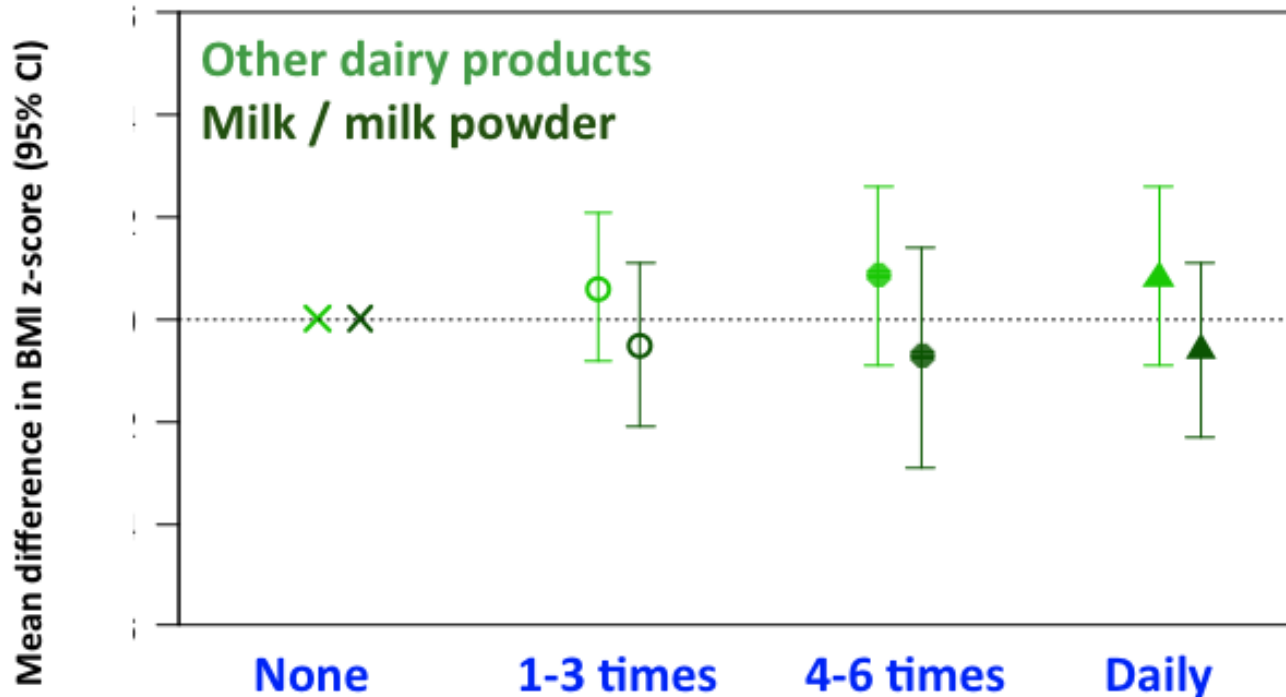 Mean difference in BMI z-score (95% CI)
Other dairy products
Milk / milk powder
None 1-3 times 4-6 times Daily